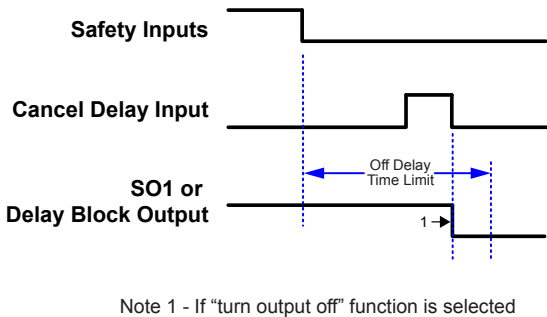 Safety Inputs
Cancel Delay Input
Off Delay
Time Limit
SO1 or
Delay Block Output
1
Note 1 - If “turn output off” function is selected